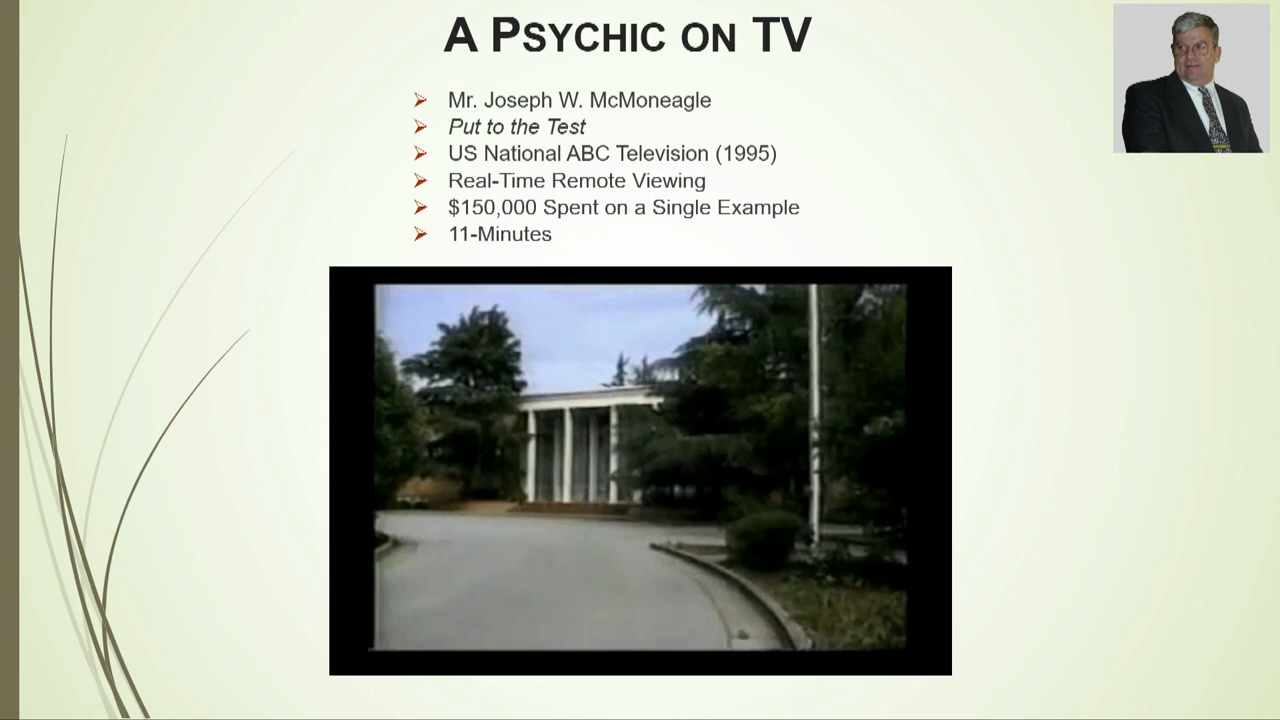 A PSYCHIC ON TV
Mr. Joseph W. McMoneagle
Put to the Test
US National ABC Television (1995)
Real-Time Remote Viewing
$150,000 Spent on a Single Example
11-Minutes